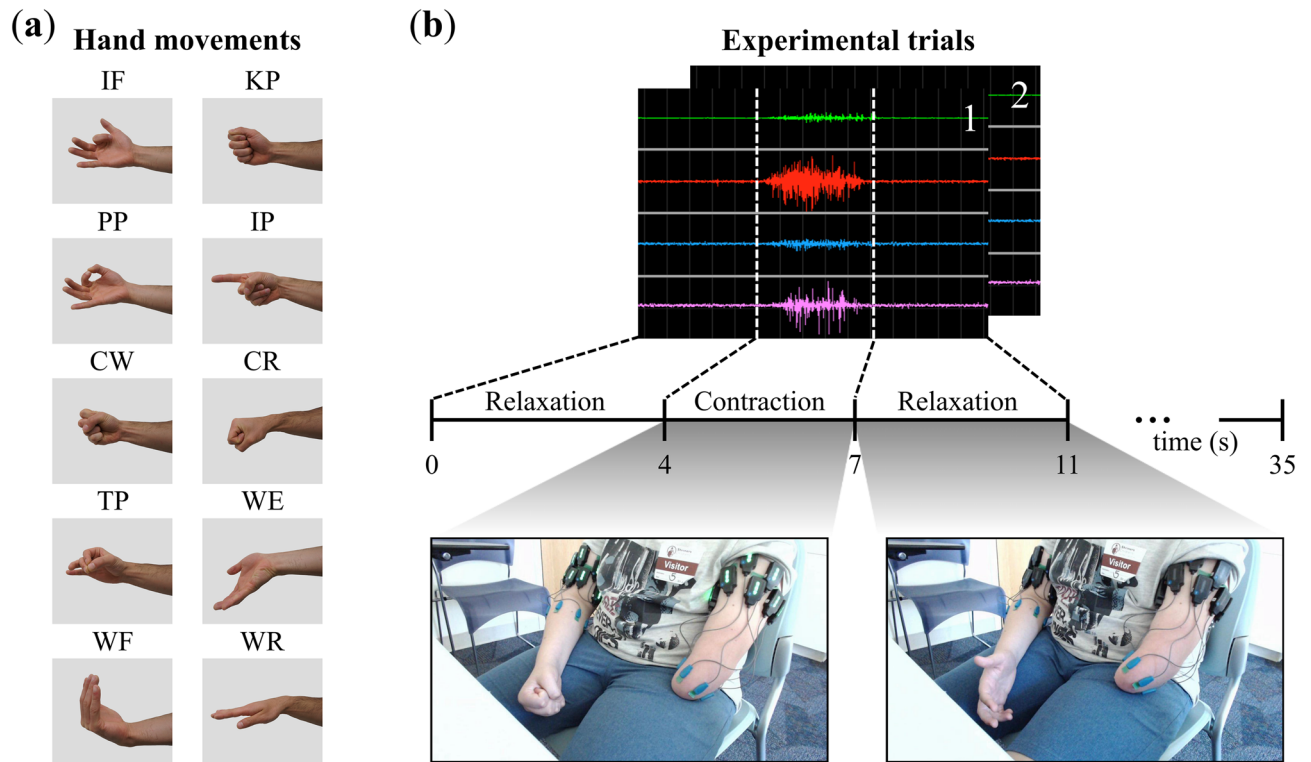 (a)
Hand movements
IF KP
PP IP
CW CR
TP WE
WF WR
(b)
Experimental trials
1
2
Relaxation
Contraction
Relaxation
...
time (s)
0
4
7
11
35
Visitor
Visitor